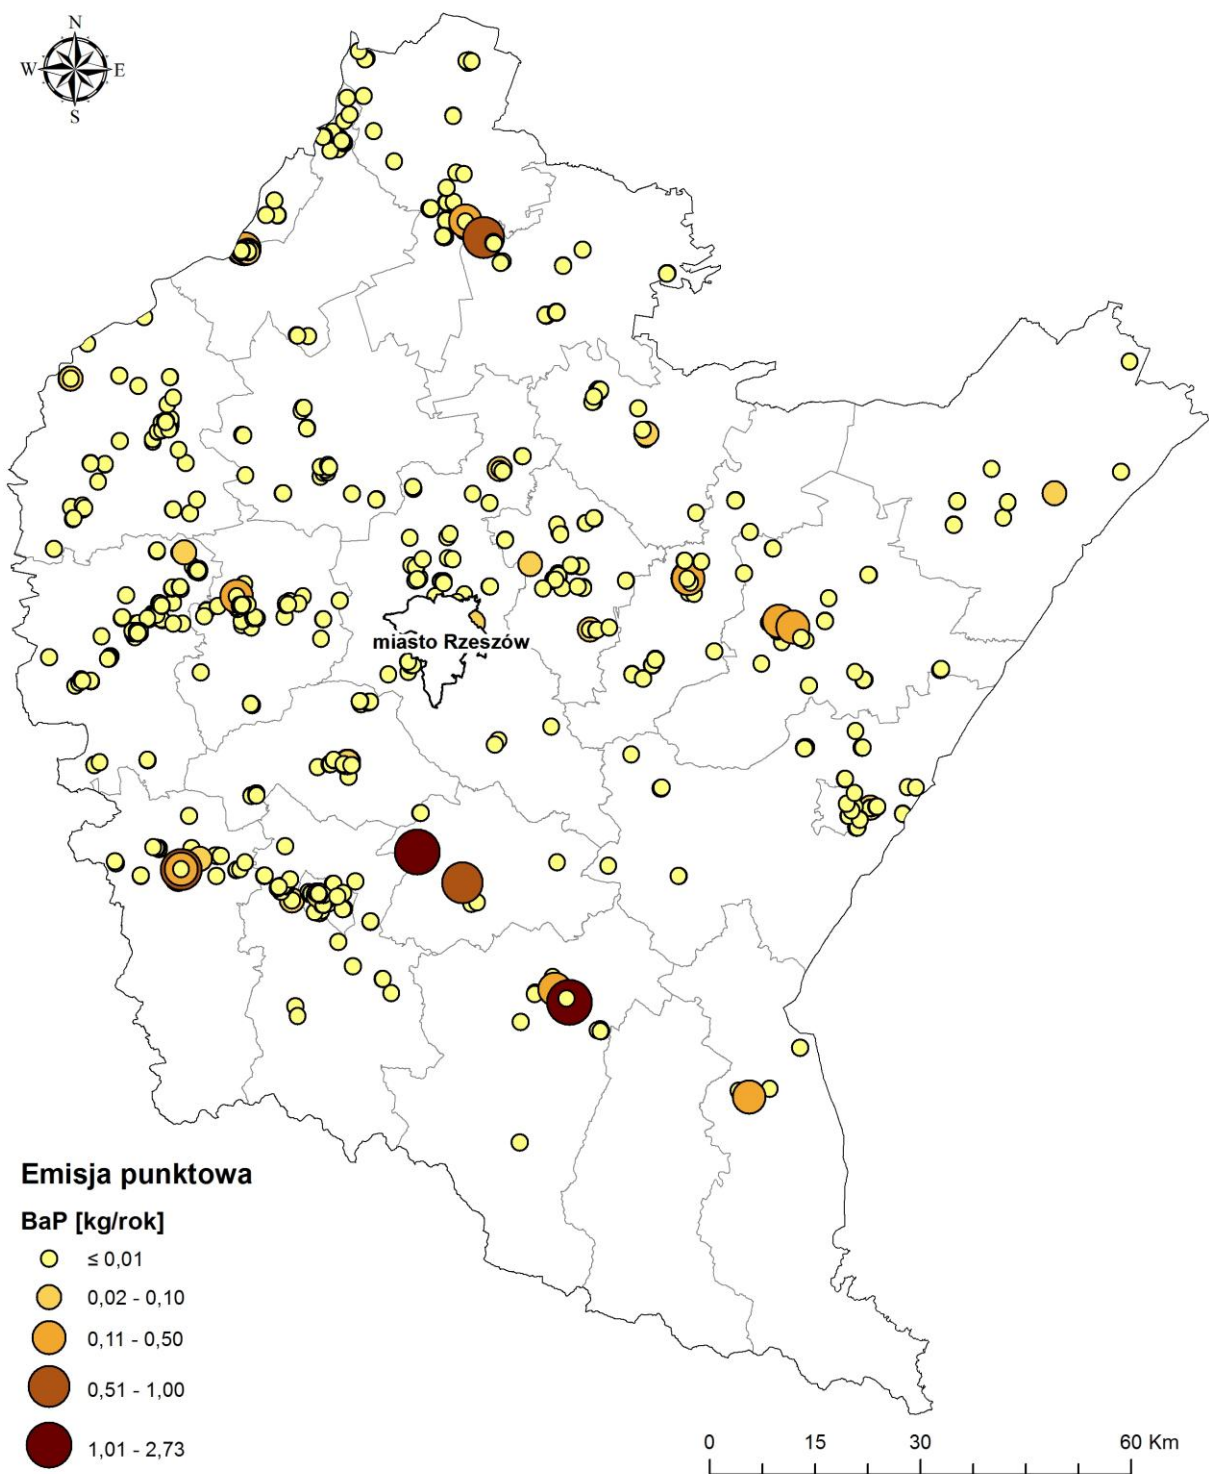 N
W E
S
miasto Rzeszów
Emisja punktowa
BaP [kg/rok]
≤ 0,01
0,02 - 0,10
0,11 - 0,50
0,51 - 1,00
1,01 - 2,73
0 15 30 60 Km